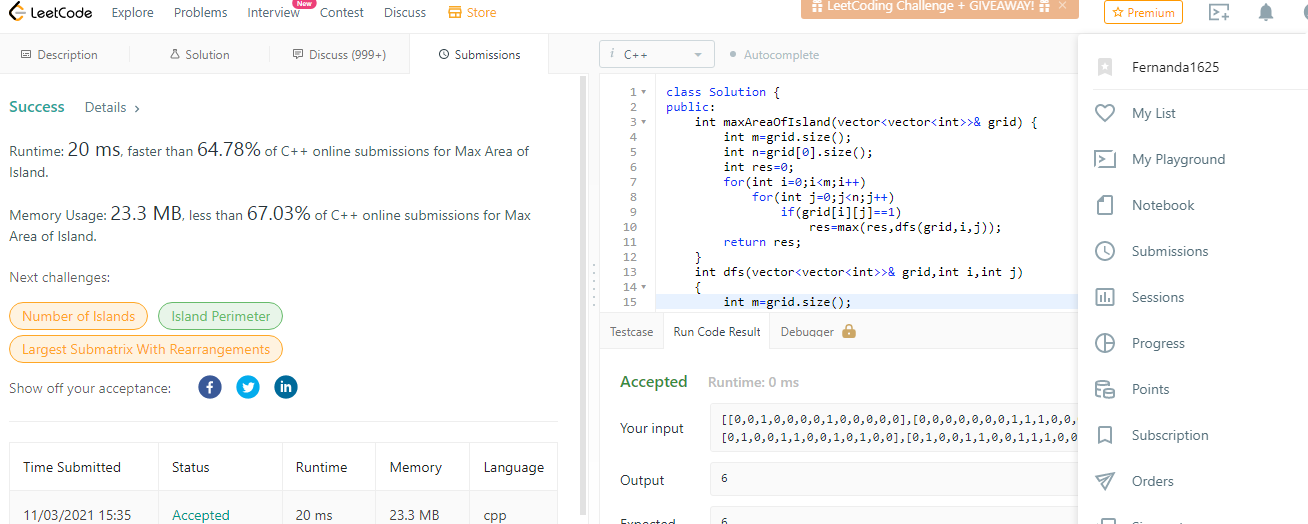 LeetCode
Explore
Problems
Interview
New
Contest
Discuss
Store
LeetCoding Challenge + GIVEAWAY!
×
Premium
Description
Solution
Discuss (999+)
Submissions
Success
Details
Runtime: 20 ms, faster than 64.78% of C++ online submissions for Max Area of
Island.
Memory Usage: 23.3 MB, less than 67.03% of C++ online submissions for Max
Area of Island.
Next challenges:
Number of Islands
Island Perimeter
Largest Submatrix With Rearrangements
Show off your acceptance:
Time Submitted
Status
Runtime
Memory
Language
11/03/2021 15:35
Accepted
20 ms
23.3 MB
cpp
i
C++
Autocomplete
1 class Solution {
2 public:
3 int maxAreaOfIsland(vector<vector<int>>& grid) {
4 int m=grid.size();
5 int n=grid[0].size();
6 int res=0;
7 for(int i=0;i<m;i++)
8 for(int j=0;j<n;j++)
9 if(grid[i][j]==1)
10 res=max(res,dfs(grid,i,j));
11 return res;
12 }
13 int dfs(vector<vector<int>>& grid,int i,int j)
14 {
15 int m=grid.size();
Testcase
Run Code Result
Debugger
Accepted
Runtime: 0 ms
Your input
[[0,0,1,0,0,0,0,1,0,0,0,0,0],[0,0,0,0,0,0,0,1,1,1,0,0,
[0,1,0,0,1,1,0,0,1,0,1,0,0],[0,1,0,0,1,1,0,0,1,1,1,0,0
Output
6
Expected
6
Fernanda1625
My List
My Playground
Notebook
Submissions
Sessions
Progress
Points
Subscription
Orders